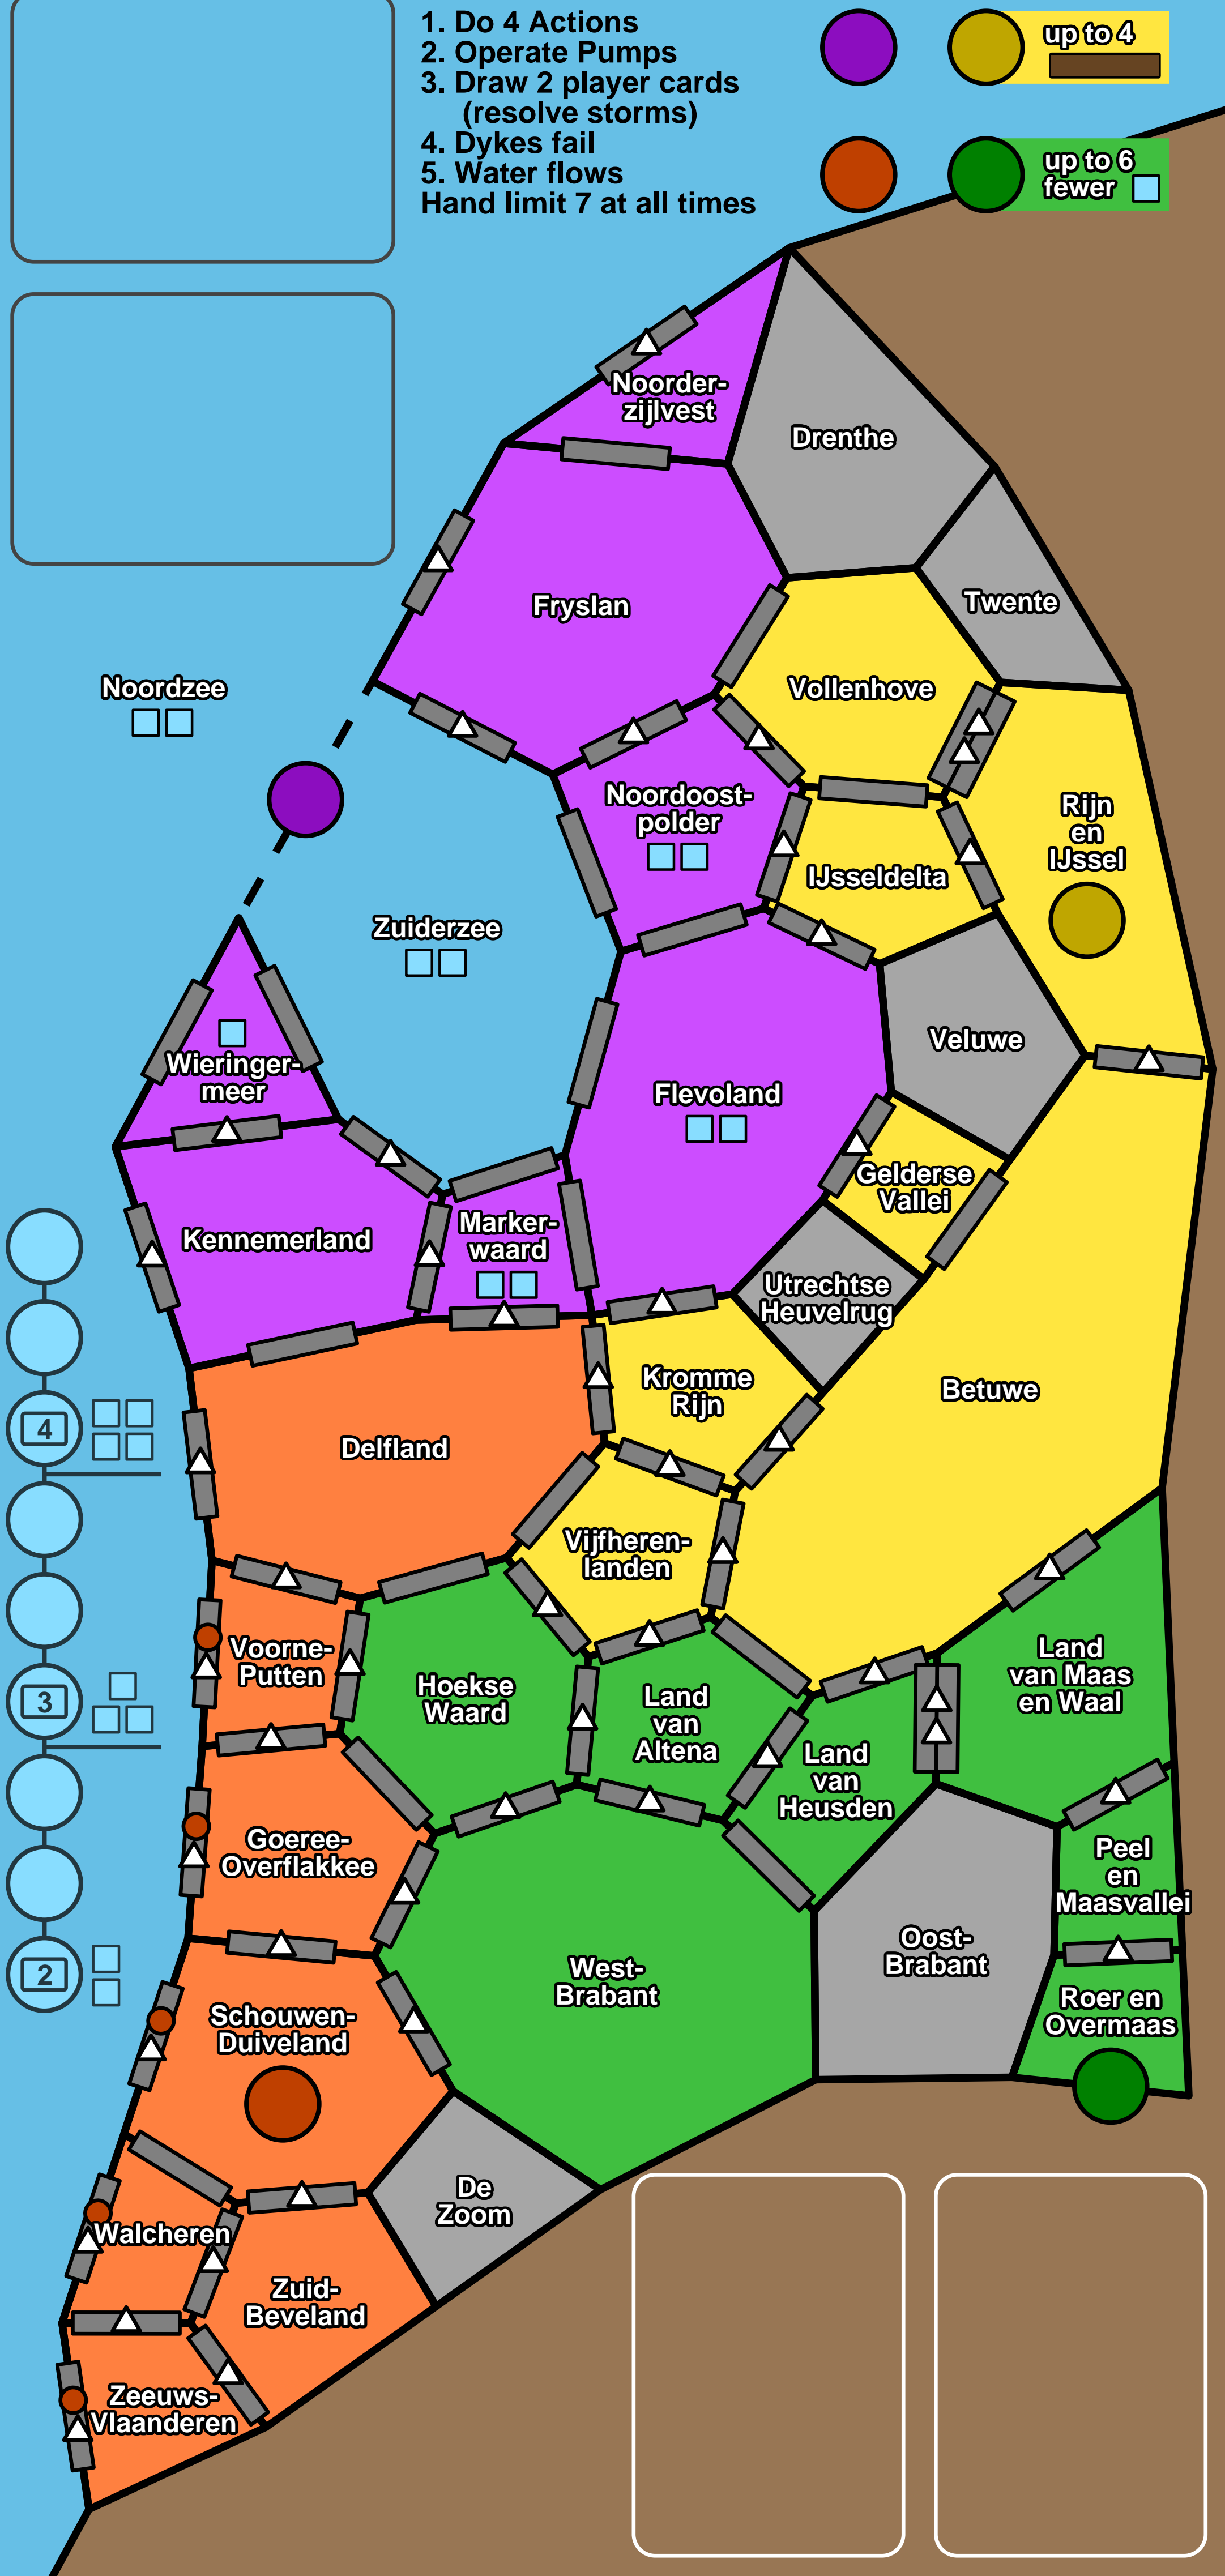 1. Do 4 Actions
2. Operate Pumps
3. Draw 2 player cards
(resolve storms)
4. Dykes fail
5. Water flows
Hand limit 7 at all times
up to 4
up to 6
fewer
Noorder-
zijlvest
Drenthe
Fryslan
Twente
Noordzee
Vollenhove
Noordoost-
polder
Rijn
en
IJssel
IJsseldelta
Zuiderzee
Wieringer-
meer
Veluwe
Flevoland
Gelderse
Vallei
Kennemerland
Marker-
waard
Utrechtse
Heuvelrug
Kromme
Rijn
Betuwe
4
Delfland
Vijfheren-
landen
Voorne-
Putten
Hoekse
Waard
Land
van
Altena
Land
van Maas
en Waal
3
Land
van
Heusden
Goeree-
Overflakkee
Peel
en
Maasvallei
West-
Brabant
Oost-
Brabant
2
Roer en
Overmaas
Schouwen-
Duiveland
De
Zoom
Walcheren
Zuid-
Beveland
Zeeuws-
Vlaanderen